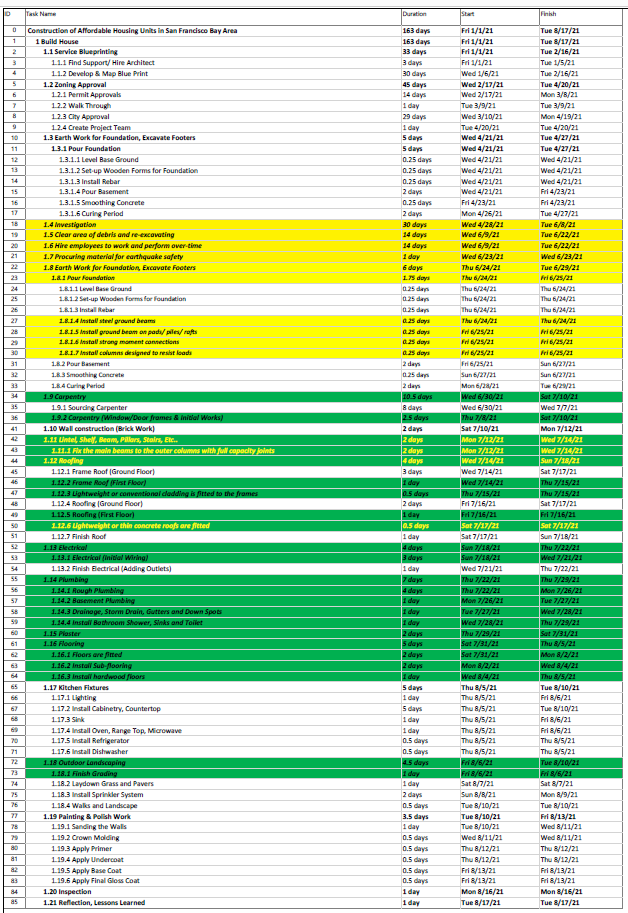 ID Task Name Duration Start Finish
0 Construction of Affordable Housing Units in San Francisco Bay Area 163 days Fri 1/1/21 Tue 8/17/21
1 1 Build House 163 days Fri 1/1/21 Tue 8/17/21
2 1.1 Service Blueprinting 33 days Fri 1/1/21 Tue 2/16/21
3 1.1.1 Find Support/ Hire Architect 3 days Fri 1/1/21 Tue 1/5/21
4 1.1.2 Develop & Map Blue Print 30 days Wed 1/6/21 Tue 2/16/21
5 1.2 Zoning Approval 45 days Wed 2/17/21 Tue 4/20/21
6 1.2.1 Permit Approvals 14 days Wed 2/17/21 Mon 3/8/21
7 1.2.2 Walk Through 1 day Tue 3/9/21 Tue 3/9/21
8 1.2.3 City Approval 29 days Wed 3/10/21 Mon 4/19/21
9 1.2.4 Create Project Team 1 day Tue 4/20/21 Tue 4/20/21
10 1.3 Earth Work for Foundation, Excavate Footers 5 days Wed 4/21/21 Tue 4/27/21
11 1.3.1 Pour Foundation 5 days Wed 4/21/21 Tue 4/27/21
12 1.3.1.1 Level Base Ground 0.25 days Wed 4/21/21 Wed 4/21/21
13 1.3.1.2 Set-up Wooden Forms for Foundation 0.25 days Wed 4/21/21 Wed 4/21/21
14 1.3.1.3 Install Rebar 0.25 days Wed 4/21/21 Wed 4/21/21
15 1.3.1.4 Pour Basement 2 days Wed 4/21/21 Fri 4/23/21
16 1.3.1.5 Smoothing Concrete 0.25 days Fri 4/23/21 Fri 4/23/21
17 1.3.1.6 Curing Period 2 days Mon 4/26/21 Tue 4/27/21
18 1.4 Investigation 30 days Wed 4/28/21 Tue 6/8/21
19 1.5 Clear area of debris and re-excavating 14 days Wed 6/9/21 Tue 6/22/21
20 1.6 Hire employees to work and perform over-time 14 days Wed 6/9/21 Tue 6/22/21
21 1.7 Procuring material for earthquake safety 1 day Wed 6/23/21 Wed 6/23/21
22 1.8 Earth Work for Foundation, Excavate Footers 6 days Thu 6/24/21 Tue 6/29/21
23 1.8.1 Pour Foundation 1.75 days Thu 6/24/21 Fri 6/25/21
24 1.8.1.1 Level Base Ground 0.25 days Thu 6/24/21 Thu 6/24/21
25 1.8.1.2 Set-up Wooden Forms for Foundation 0.25 days Thu 6/24/21 Thu 6/24/21
26 1.8.1.3 Install Rebar 0.25 days Thu 6/24/21 Thu 6/24/21
27 1.8.1.4 Install steel ground beams 0.25 days Thu 6/24/21 Thu 6/24/21
28 1.8.1.5 Install ground beam on pads/ piles/ rafts 0.25 days Fri 6/25/21 Fri 6/25/21
29 1.8.1.6 Install strong moment connections 0.25 days Fri 6/25/21 Fri 6/25/21
30 1.8.1.7 Install columns designed to resist loads 0.25 days Fri 6/25/21 Fri 6/25/21
31 1.8.2 Pour Basement 2 days Fri 6/25/21 Sun 6/27/21
32 1.8.3 Smoothing Concrete 0.25 days Sun 6/27/21 Sun 6/27/21
33 1.8.4 Curing Period 2 days Mon 6/28/21 Tue 6/29/21
34 1.9 Carpentry 10.5 days Wed 6/30/21 Sat 7/10/21
35 1.9.1 Sourcing Carpenter 8 days Wed 6/30/21 Wed 7/7/21
36 1.9.2 Carpentry (Window/Door frames & Initial Works) 2.5 days Thu 7/8/21 Sat 7/10/21
41 1.10 Wall construction (Brick Work) 2 days Sat 7/10/21 Mon 7/12/21
42 1.11 Lintel, Shelf, Beam, Pillars, Stairs, Etc.. 2 days Mon 7/12/21 Wed 7/14/21
43 1.11.1 Fix the main beams to the outer columns with full capacity joints 2 days Mon 7/12/21 Wed 7/14/21
44 1.12 Roofing 4 days Wed 7/14/21 Sun 7/18/21
45 1.12.1 Frame Roof (Ground Floor) 3 days Wed 7/14/21 Sat 7/17/21
46 1.12.2 Frame Roof (First Floor) 1 day Wed 7/14/21 Thu 7/15/21
47 1.12.3 Lightweight or conventional cladding is fitted to the frames 0.5 days Thu 7/15/21 Thu 7/15/21
48 1.12.4 Roofing (Ground Floor) 2 days Fri 7/16/21 Sat 7/17/21
49 1.12.5 Roofing (First Floor) 1 day Fri 7/16/21 Fri 7/16/21
50 1.12.6 Lightweight or thin concrete roofs are fitted 0.5 days Sat 7/17/21 Sat 7/17/21
51 1.12.7 Finish Roof 1 day Sat 7/17/21 Sun 7/18/21
52 1.13 Electrical 4 days Sun 7/18/21 Thu 7/22/21
53 1.13.1 Electrical (Initial Wiring) 3 days Sun 7/18/21 Wed 7/21/21
54 1.13.2 Finish Electrical (Adding Outlets) 1 day Wed 7/21/21 Thu 7/22/21
55 1.14 Plumbing 7 days Thu 7/22/21 Thu 7/29/21
56 1.14.1 Rough Plumbing 4 days Thu 7/22/21 Mon 7/26/21
57 1.14.2 Basement Plumbing 1 day Mon 7/26/21 Tue 7/27/21
58 1.14.3 Drainage, Storm Drain, Gutters and Down Spots 1 day Tue 7/27/21 Wed 7/28/21
59 1.14.4 Install Bathroom Shower, Sinks and Toilet 1 day Wed 7/28/21 Thu 7/29/21
60 1.15 Plaster 2 days Thu 7/29/21 Sat 7/31/21
61 1.16 Flooring 5 days Sat 7/31/21 Thu 8/5/21
62 1.16.1 Floors are fitted 2 days Sat 7/31/21 Mon 8/2/21
63 1.16.2 Install Sub-flooring 2 days Mon 8/2/21 Wed 8/4/21
64 1.16.3 Install hardwood floors 1 day Wed 8/4/21 Thu 8/5/21
65 1.17 Kitchen Fixtures 5 days Thu 8/5/21 Tue 8/10/21
66 1.17.1 Lighting 1 day Thu 8/5/21 Fri 8/6/21
67 1.17.2 Install Cabinetry, Countertop 5 days Thu 8/5/21 Tue 8/10/21
68 1.17.3 Sink 1 day Thu 8/5/21 Fri 8/6/21
69 1.17.4 Install Oven, Range Top, Microwave 1 day Thu 8/5/21 Fri 8/6/21
70 1.17.5 Install Refrigerator 0.5 days Thu 8/5/21 Thu 8/5/21
71 1.17.6 Install Dishwasher 0.5 days Thu 8/5/21 Thu 8/5/21
72 1.18 Outdoor Landscaping 4.5 days Fri 8/6/21 Tue 8/10/21
73 1.18.1 Finish Grading 1 day Fri 8/6/21 Fri 8/6/21
74 1.18.2 Laydown Grass and Pavers 1 day Sat 8/7/21 Sat 8/7/21
75 1.18.3 Install Sprinkler System 2 days Sun 8/8/21 Mon 8/9/21
76 1.18.4 Walks and Landscape 0.5 days Tue 8/10/21 Tue 8/10/21
77 1.19 Painting & Polish Work 3.5 days Tue 8/10/21 Fri 8/13/21
78 1.19.1 Sanding the Walls 1 day Tue 8/10/21 Wed 8/11/21
79 1.19.2 Crown Molding 0.5 days Wed 8/11/21 Wed 8/11/21
80 1.19.3 Apply Primer 0.5 days Thu 8/12/21 Thu 8/12/21
81 1.19.4 Apply Undercoat 0.5 days Thu 8/12/21 Thu 8/12/21
82 1.19.5 Apply Base Coat 0.5 days Fri 8/13/21 Fri 8/13/21
83 1.19.6 Apply Final Gloss Coat 0.5 days Fri 8/13/21 Fri 8/13/21
84 1.20 Inspection 1 day Mon 8/16/21 Mon 8/16/21
85 1.21 Reflection, Lessons Learned 1 day Tue 8/17/21 Tue 8/17/21